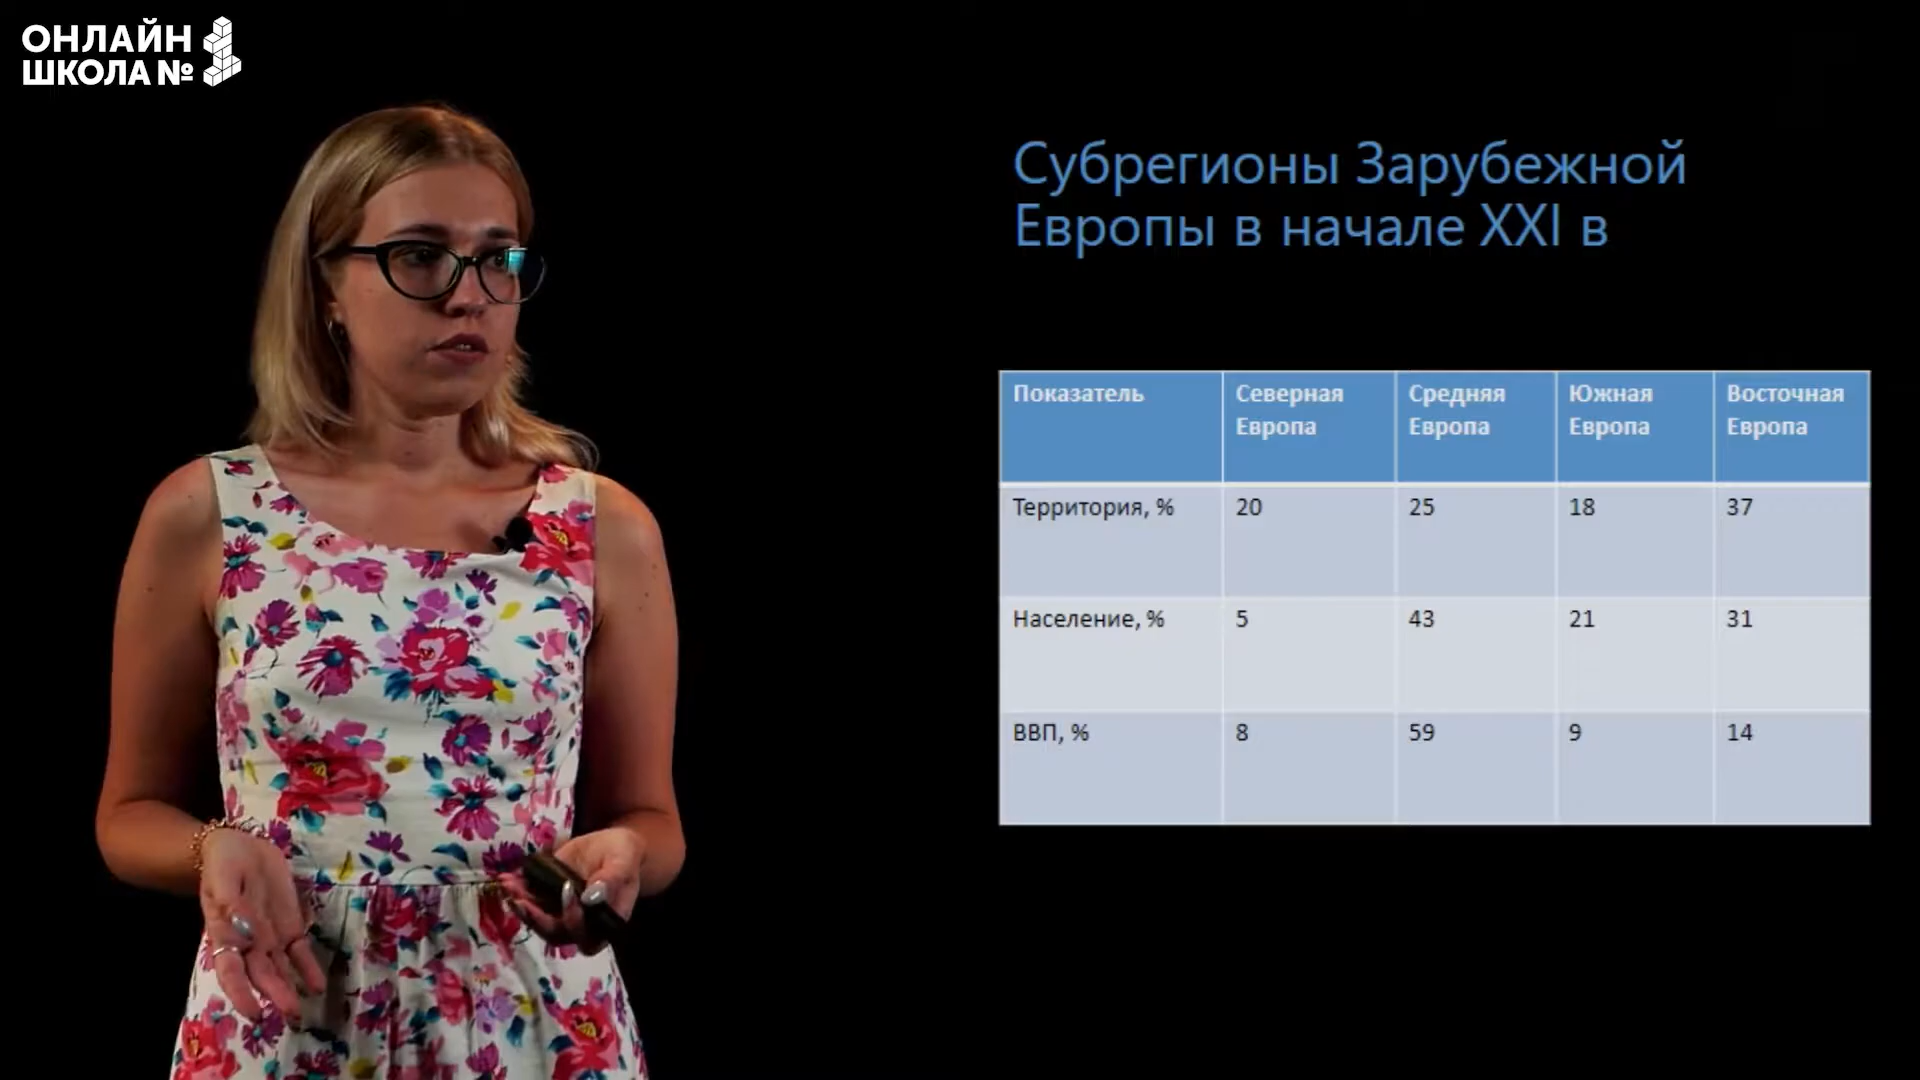 ОНЛАЙН
ШКОЛА №1
Субрегионы Зарубежной
Европы в начале XXI в
Показатель Северная Европа Средняя Европа Южная Европа Восточная Европа
Территория, % 20 25 18 37
Население, % 5 43 21 31
ВВП, % 8 59 9 14